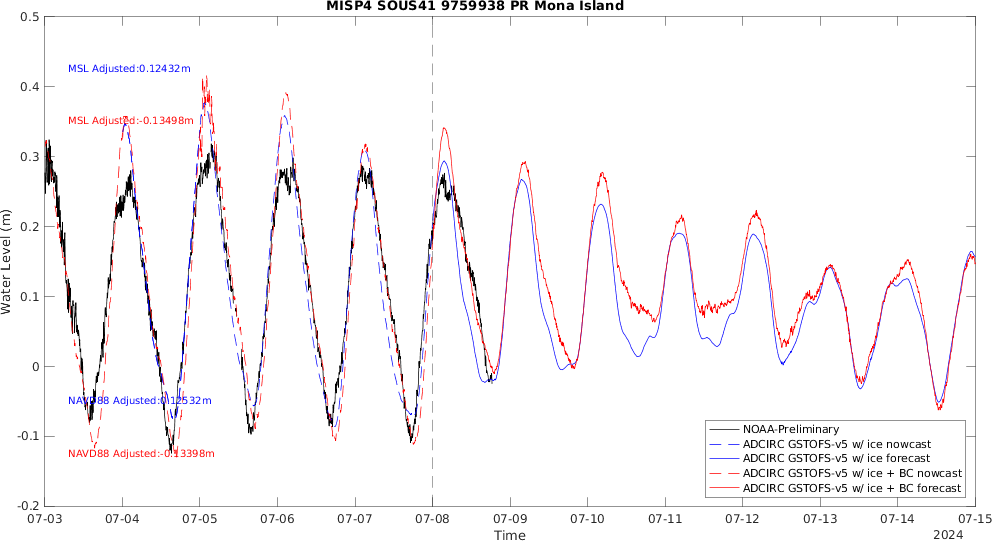 MISP4 SOUS41 9759938 PR Mona Island
0.5
0.4
0.3
0.2
0.1
0
-0.1
-0.2
Water Level (m)
MSL Adjusted:0.12432m
MSL Adjusted:-0.13498m
NAVD88 Adjusted:0.12532m
NAVD88 Adjusted:-0.13398m
NOAA-Preliminary
ADCIRC GSTOFS-v5 w/ ice nowcast
ADCIRC GSTOFS-v5 w/ ice forecast
ADCIRC GSTOFS-v5 w/ ice + BC nowcast
ADCIRC GSTOFS-v5 w/ ice + BC forecast
07-03 07-04 07-05 07-06 07-07 07-08 07-09 07-10 07-11 07-12 07-13 07-14 07-15
Time
2024